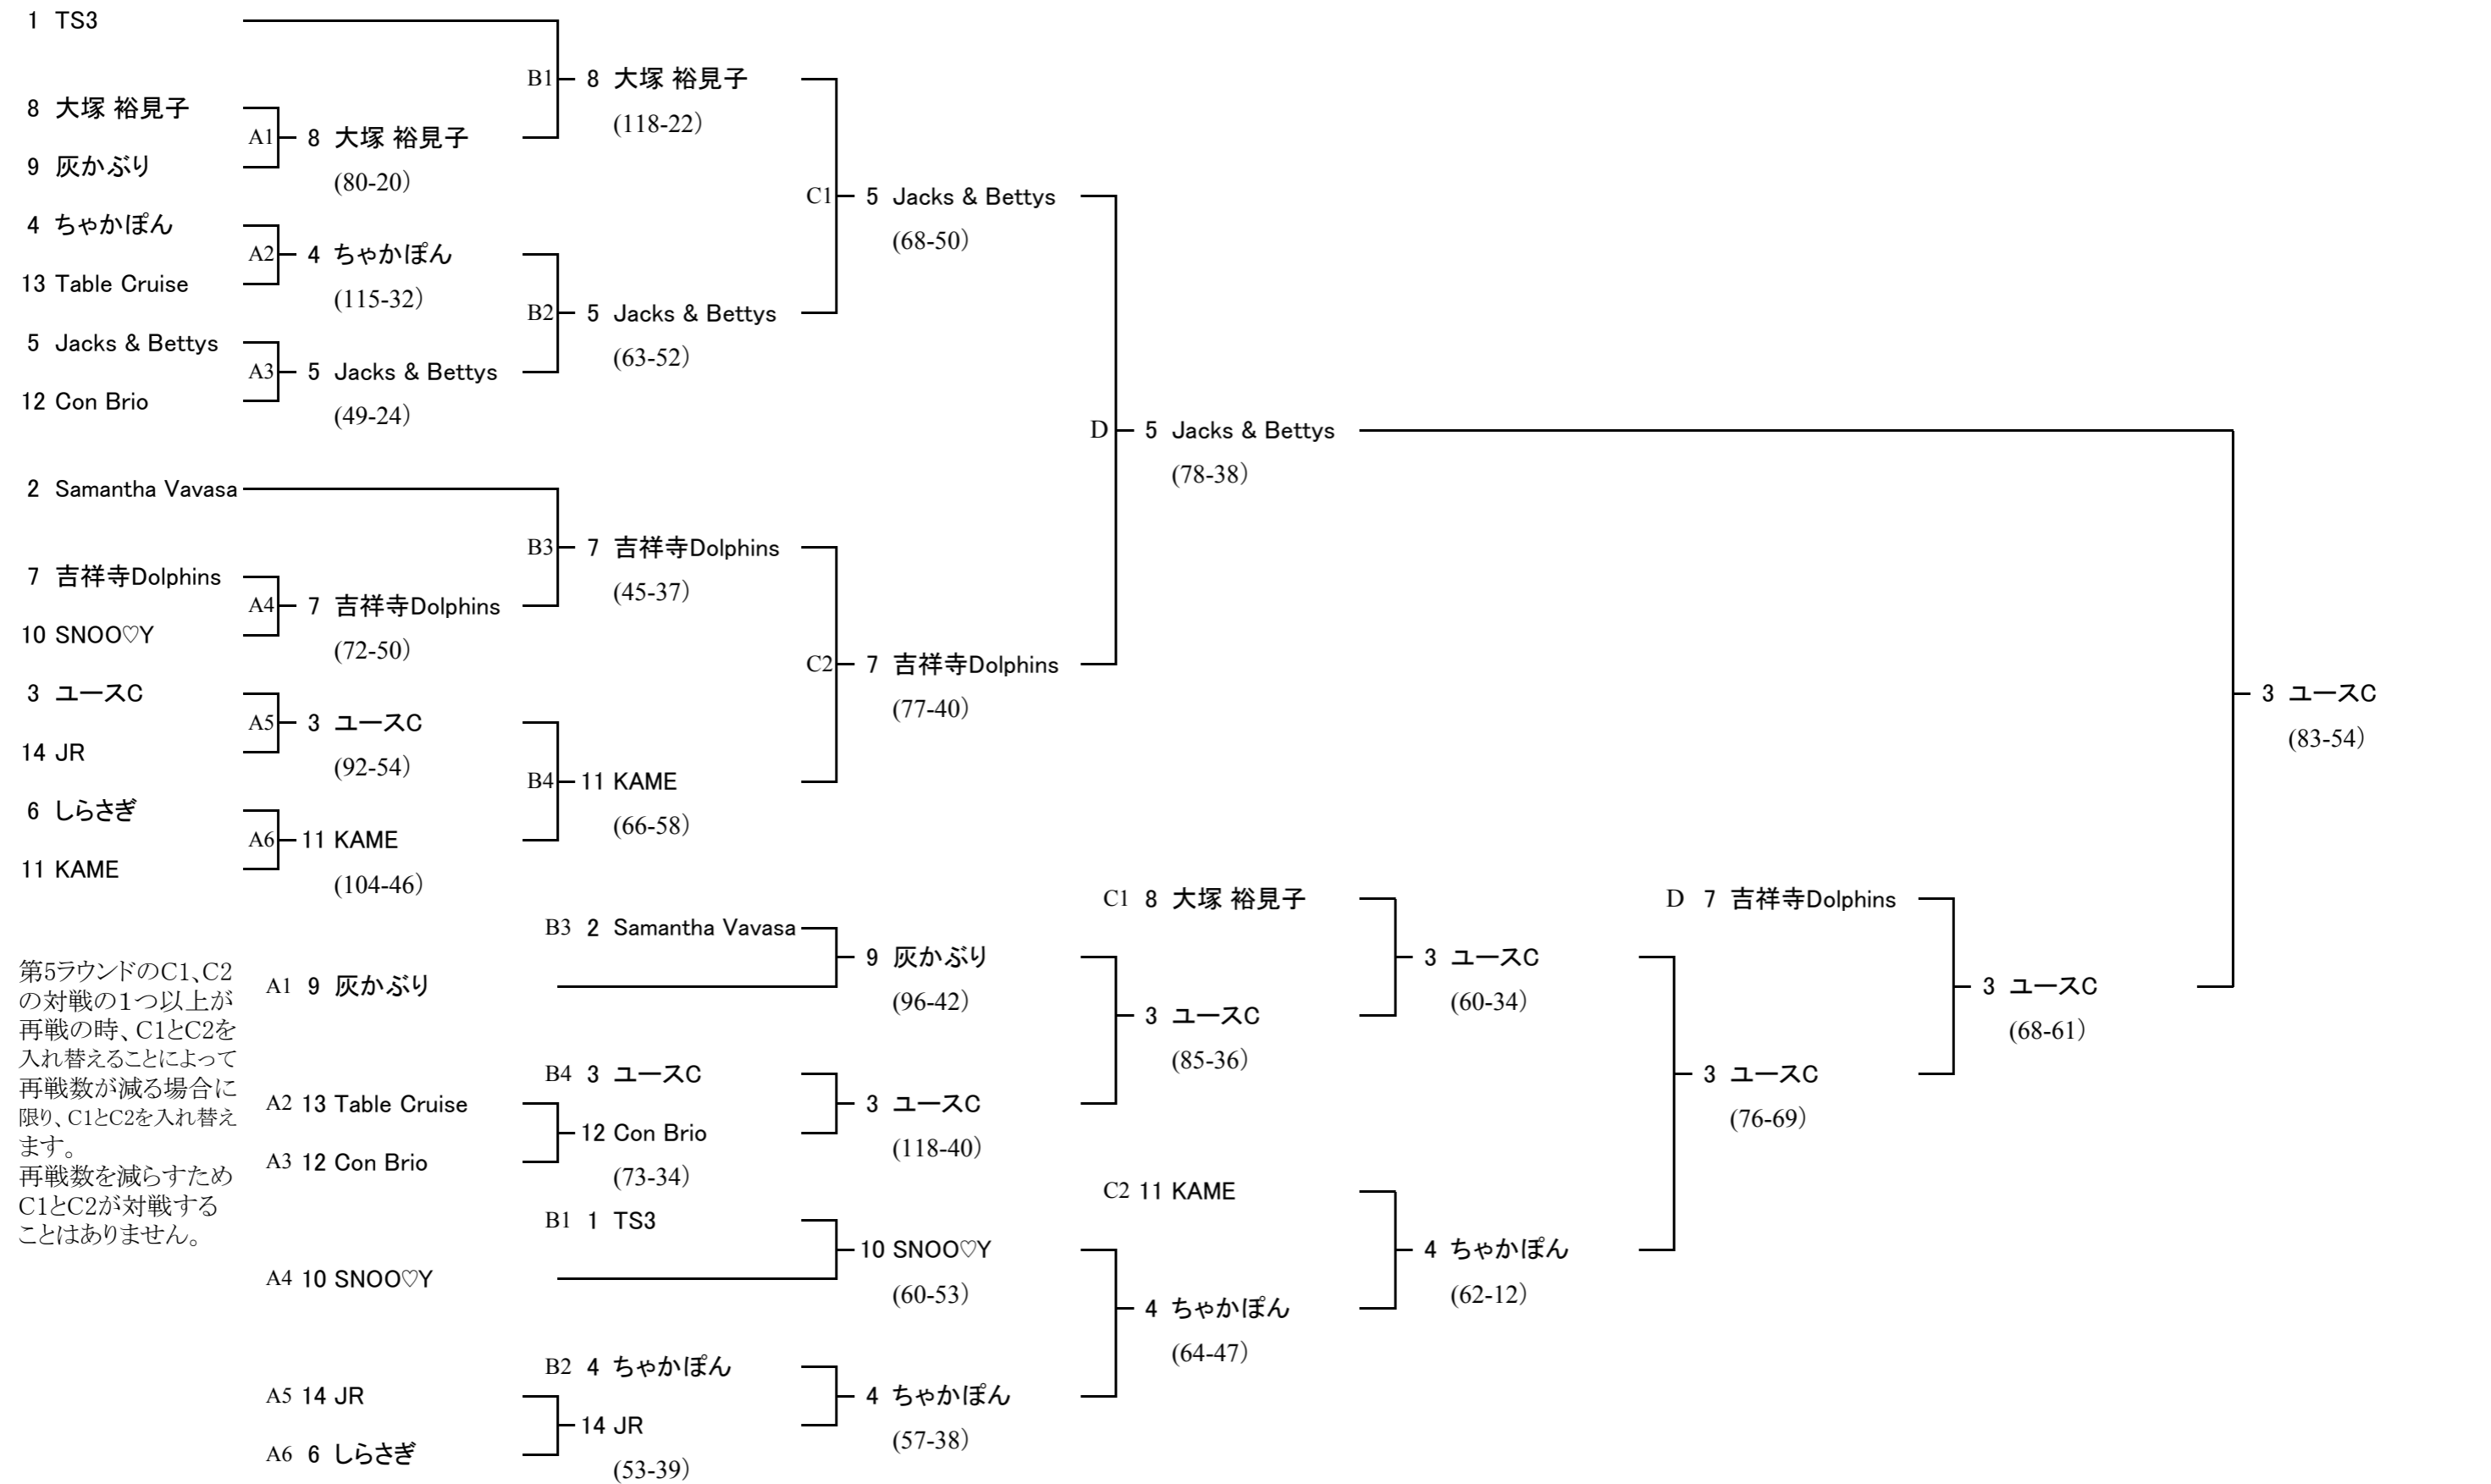 1 TS3
B1 8 大塚 裕見子
(118-22)
8 大塚 裕見子
A1 8 大塚 裕見子
(80-20)
9 灰かぶり
C1 5 Jacks & Bettys
(68-50)
4 ちゃかぽん
A2 4 ちゃかぽん
(115-32)
13 Table Cruise
B2 5 Jacks & Bettys
(63-52)
5 Jacks & Bettys
A3 5 Jacks & Bettys
(49-24)
12 Con Brio
D 5 Jacks & Bettys
(78-38)
2 Samantha Vavasa
B3 7 吉祥寺Dolphins
(45-37)
7 吉祥寺Dolphins
A4 7 吉祥寺Dolphins
(72-50)
10 SNOO♡Y
C2 7 吉祥寺Dolphins
(77-40)
3 ユースC
A5 3 ユースC
(92-54)
14 JR
B4 11 KAME
(66-58)
6 しらさぎ
A6 11 KAME
(104-46)
11 KAME
3 ユースC
(83-54)
第5ラウンドのC1、C2
の対戦の1つ以上が
再戦の時、C1とC2を
入れ替えることによって
再戦数が減る場合に
限り、C1とC2を入れ替え
ます。
再戦数を減らすため
C1とC2が対戦する
ことはありません。
B3 2 Samantha Vavasa
A1 9 灰かぶり
9 灰かぶり
(96-42)
B4 3 ユースC
A2 13 Table Cruise
12 Con Brio
(73-34)
A3 12 Con Brio
3 ユースC
(118-40)
B1 1 TS3
A4 10 SNOO♡Y
10 SNOO♡Y
(60-53)
B2 4 ちゃかぽん
A5 14 JR
14 JR
(53-39)
A6 6 しらさぎ
4 ちゃかぽん
(57-38)
C1 8 大塚 裕見子
3 ユースC
(85-36)
3 ユースC
(60-34)
C2 11 KAME
4 ちゃかぽん
(64-47)
4 ちゃかぽん
(62-12)
D 7 吉祥寺Dolphins
3 ユースC
(76-69)
3 ユースC
(68-61)